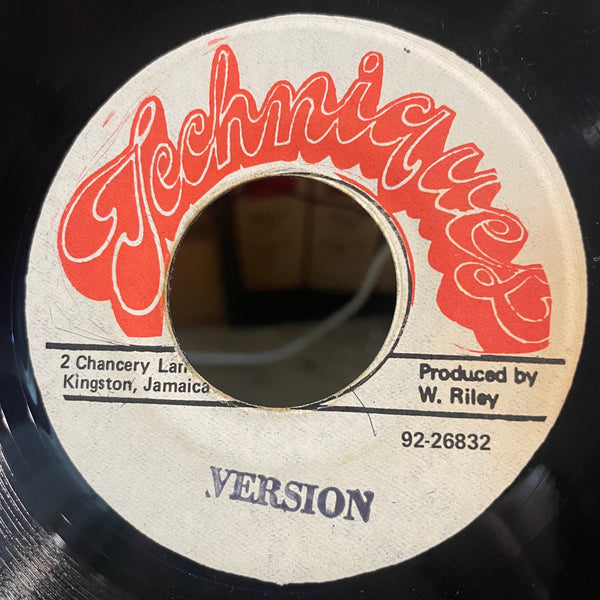 Techniques
2 Chancery Lan
Kingston, Jamaica
Produced by
W. Riley
92-26832
VERSION